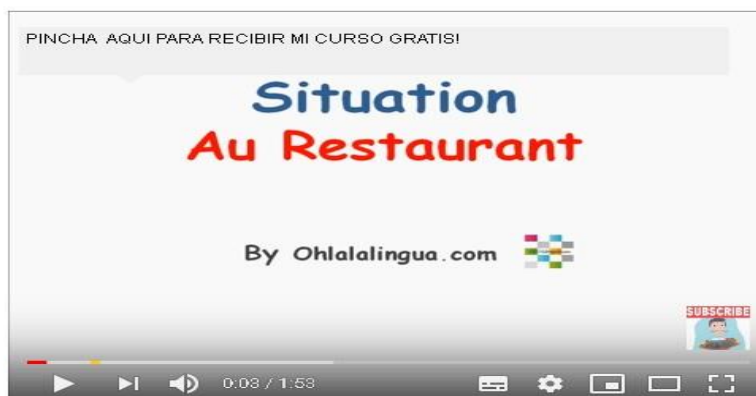 PINCHA AQUI PARA RECIBIR MI CURSO GRATIS!
Situation
Au Restaurant
By Ohlalalingua.com
SUBSCRIBE
0:03 / 1:53